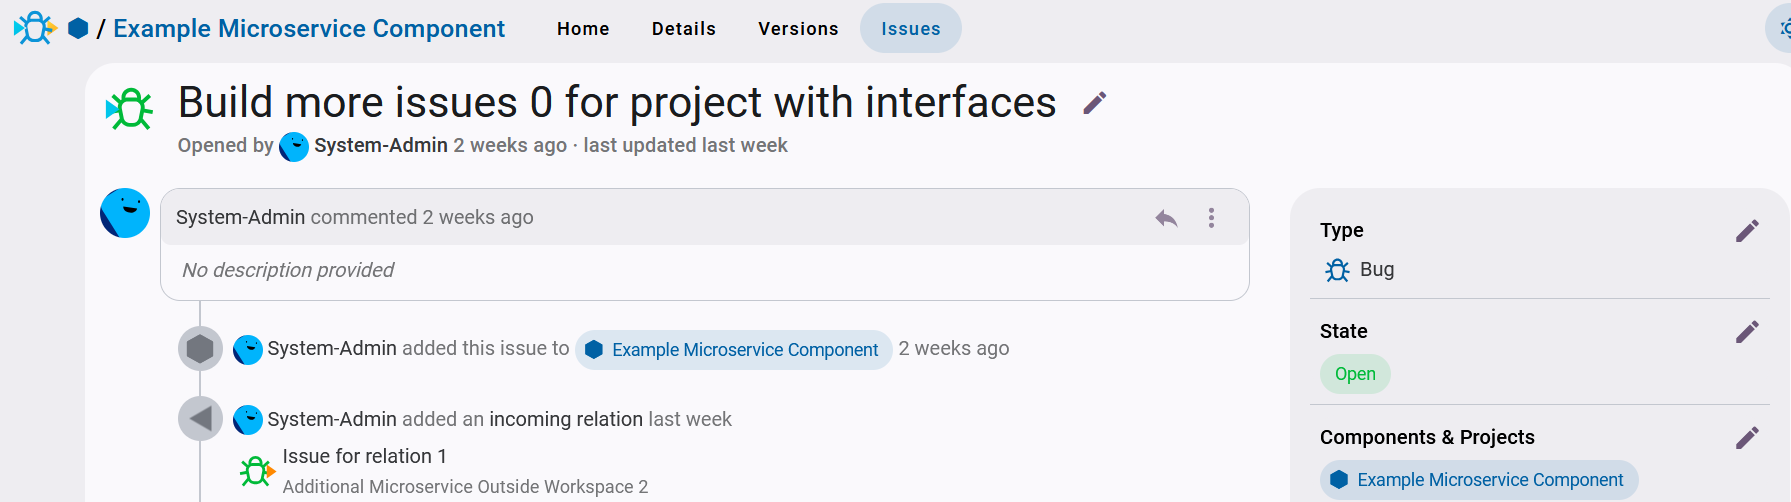 / Example Microservice Component Home Details Versions Issues
Build more issues 0 for project with interfaces
Opened by System-Admin 2 weeks ago · last updated last week
System-Admin commented 2 weeks ago
No description provided
System-Admin added this issue to Example Microservice Component 2 weeks ago
System-Admin added an incoming relation last week
Issue for relation 1
Additional Microservice Outside Workspace 2
Type
Bug
State
Open
Components & Projects
Example Microservice Component